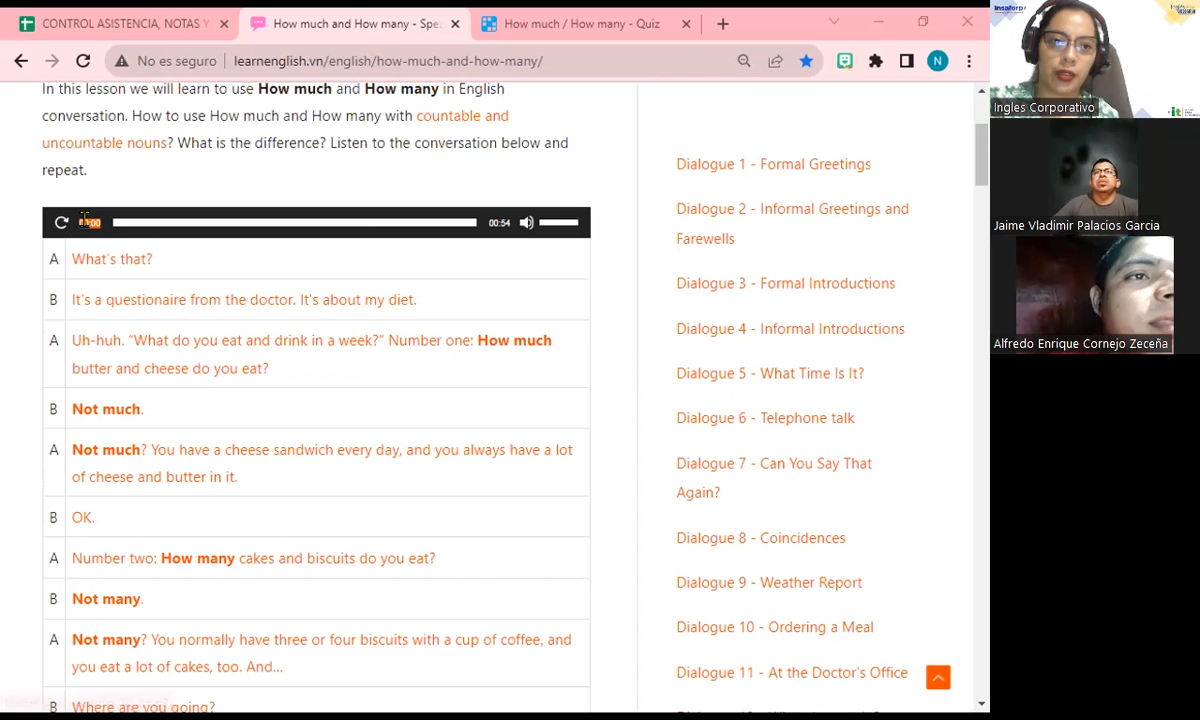 CONTROL ASISTENCIA, NOTAS Y
How much and How many - Spe
How much / How many - Quiz
No es seguro
learnenglish.vn/english/how-much-and-how-many/
N
In this lesson we will learn to use How much and How many in English
conversation. How to use How much and How many with countable and
uncountable nouns? What is the difference? Listen to the conversation below and
repeat.
00:54
A What's that?
B It's a questionaire from the doctor. It's about my diet.
A Uh-huh. "What do you eat and drink in a week?" Number one: How much
butter and cheese do you eat?
B Not much.
A Not much? You have a cheese sandwich every day, and you always have a lot
of cheese and butter in it.
B OK.
A Number two: How many cakes and biscuits do you eat?
B Not many.
A Not many? You normally have three or four biscuits with a cup of coffee, and
you eat a lot of cakes, too. And...
B Where are you going?
Dialogue 1 - Formal Greetings
Dialogue 2 - Informal Greetings and
Farewells
Dialogue 3 - Formal Introductions
Dialogue 4 - Informal Introductions
Dialogue 5 - What Time Is It?
Dialogue 6 - Telephone talk
Dialogue 7 - Can You Say That
Again?
Dialogue 8 - Coincidences
Dialogue 9 - Weather Report
Dialogue 10 - Ordering a Meal
Dialogue 11 - At the Doctor's Office
Insaforp
Ingles Corporativo
Jaime Vladimir Palacios Garcia
Alfredo Enrique Cornejo Zeceña